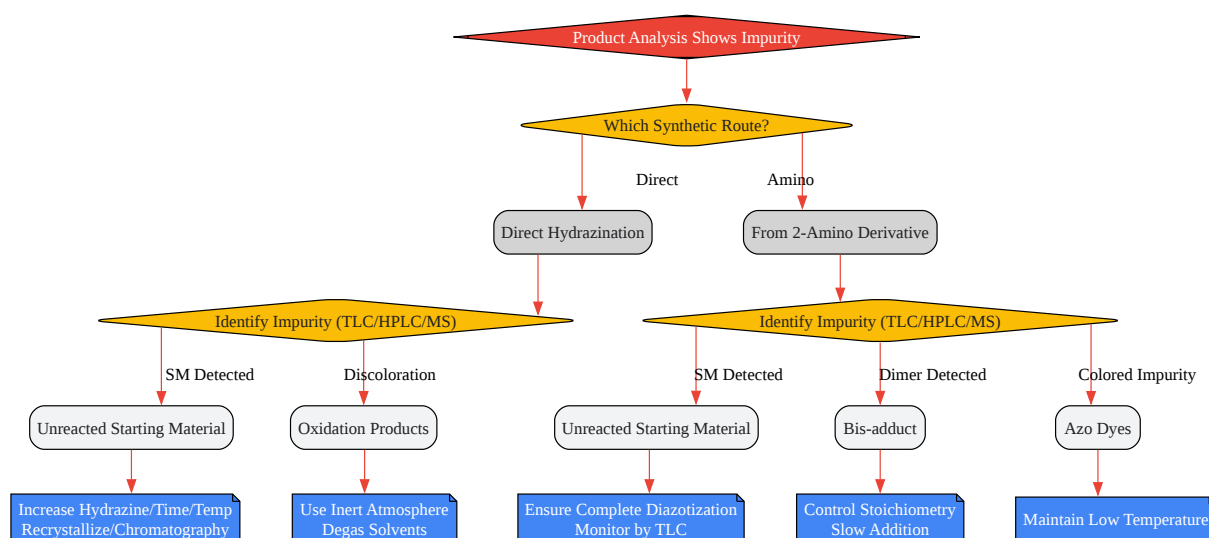 Product Analysis Shows Impurity
Which Synthetic Route?
Direct
Amino
Direct Hydrazination
From 2-Amino Derivative
Identify Impurity (TLC/HPLC/MS)
Identify Impurity (TLC/HPLC/MS)
SM Detected
Discoloration
SM Detected
Dimer Detected
Colored Impurity
Unreacted Starting Material
Oxidation Products
Unreacted Starting Material
Bis-adduct
Azo Dyes
Increase Hydrazine/Time/Temp
Recrystallize/Chromatography
Use Inert Atmosphere
Degas Solvents
Ensure Complete Diazotization
Monitor by TLC
Control Stoichiometry
Slow Addition
Maintain Low Temperature